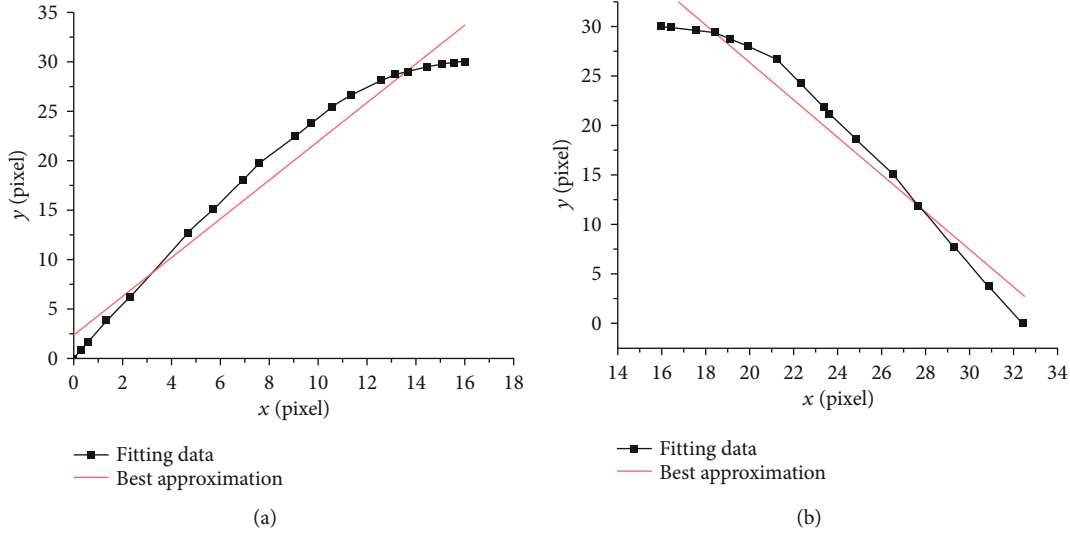 35
30
25
20
15
10
5
0
y (pixel)
0 2 4 6 8 10 12 14 16 18
x (pixel)
Fitting data
Best approximation
(a)
30
25
20
15
10
5
0
y (pixel)
14 16 18 20 22 24 26 28 30 32 34
x (pixel)
Fitting data
Best approximation
(b)